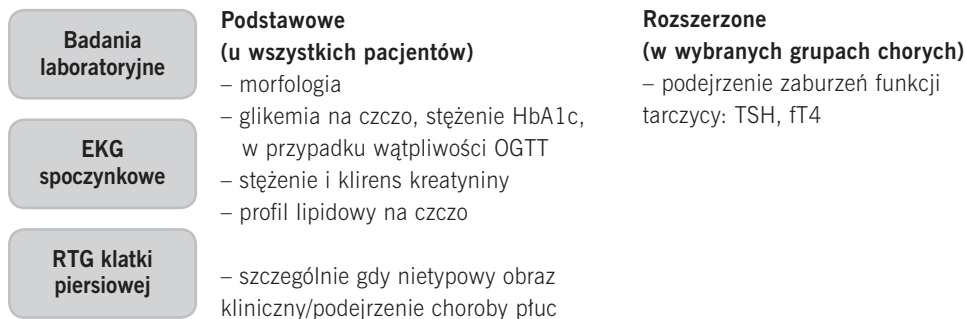 Badania
laboratoryjne
EKG
spoczynkowe
RTG klatki
piersiowej
Podstawowe
(u wszystkich pacjentów)
– morfologia
– glikemia na czczo, stężenie HbA1c,
w przypadku wątpliwości OGTT
– stężenie i klirens kreatyniny
– profil lipidowy na czczo
– szczególnie gdy nietypowy obraz
kliniczny/podejrzenie choroby płuc
Rozszerzone
(w wybranych grupach chorych)
– podejrzenie zaburzeń funkcji
tarczycy: TSH, fT4